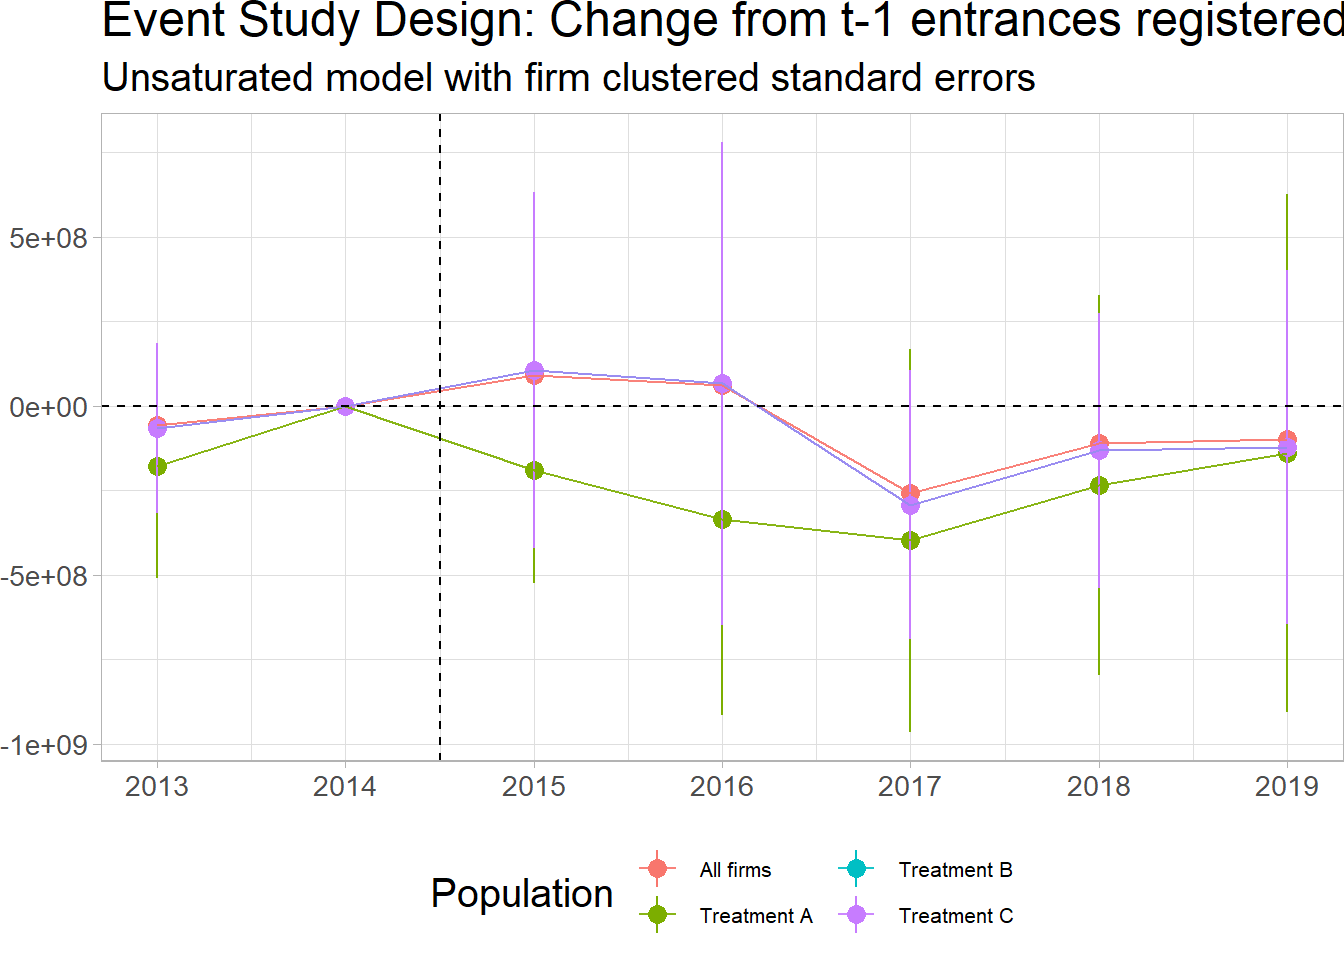 Event Study Design: Change from t-1 entrances registered
Unsaturated model with firm clustered standard errors
5e+08
0e+00
-5e+08
-1e+09
2013 2014 2015 2016 2017 2018 2019
Population
All firms
Treatment B
Treatment A
Treatment C